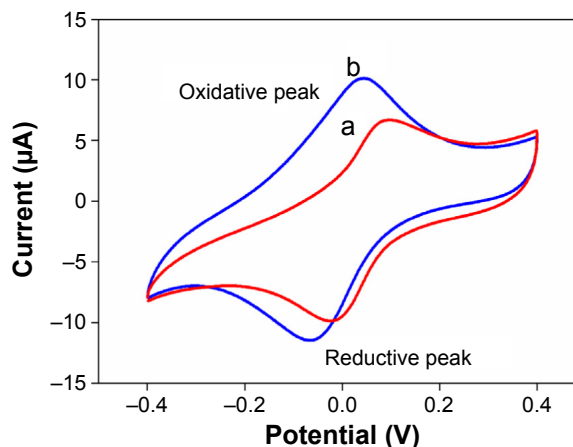 15
10
5
0
–5
–10
–15
Current (µA)
Oxidative peak
b
a
Reductive peak
–0.4
–0.2
0.0
0.2
0.4
Potential (V)